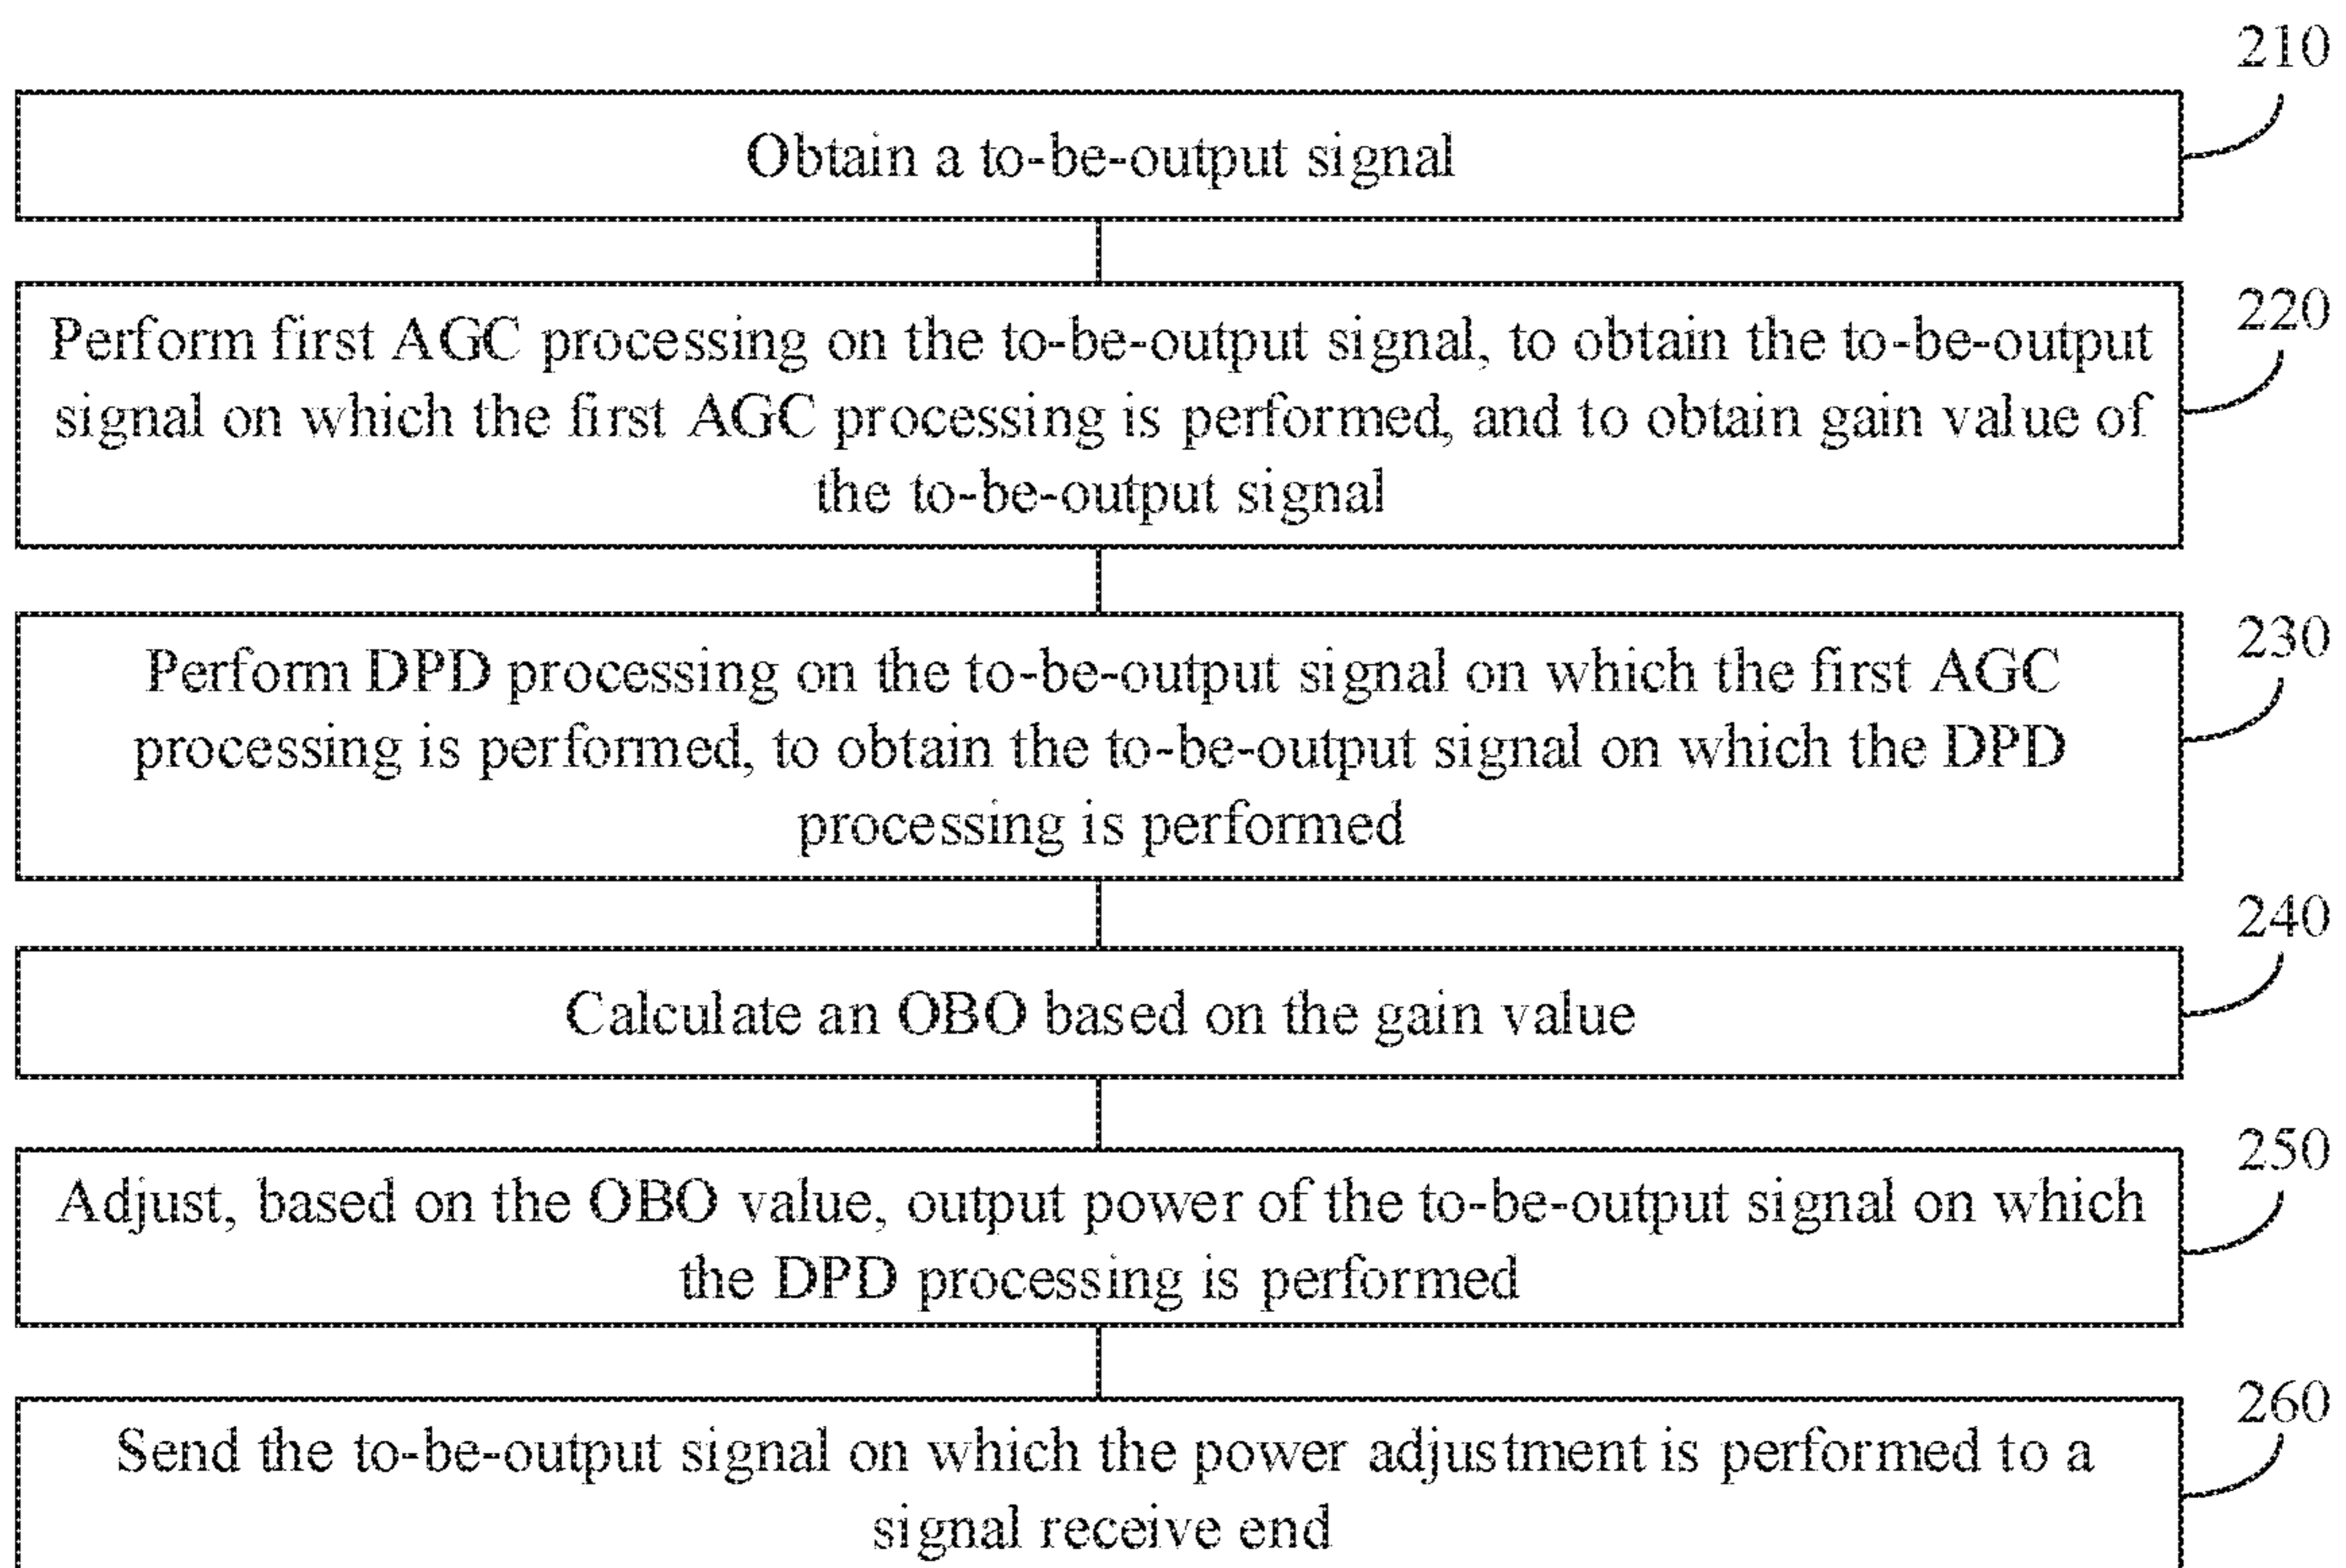 210
Obtain a to-be-output signal
220
Perform first AGC processing on the to-be-output signal, to obtain the to-be-output
signal on which the first AGC processing is performed, and to obtain gain value of
the to-be-output signal
230
Perform DPD processing on the to-be-output signal on which the first AGC
processing is performed, to obtain the to-be-output signal on which the DPD
processing is performed
240
Calculate an OBO based on the gain value
250
Adjust, based on the OBO value, output power of the to-be-output signal on which
the DPD processing is performed
260
Send the to-be-output signal on which the power adjustment is performed to a
signal receive end